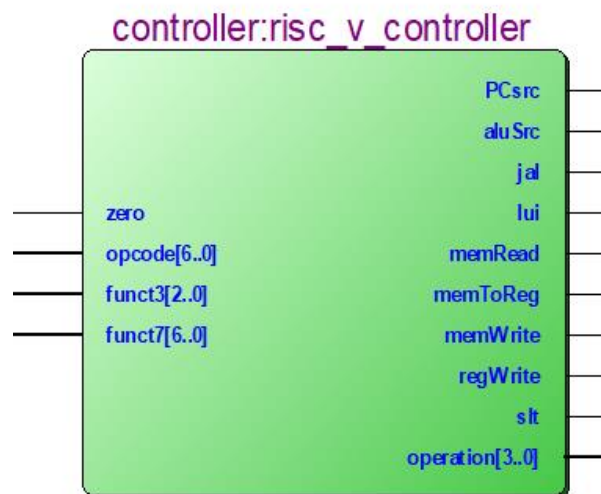 controller:risc_v_controller
PCsrc
aluSrc
jal
zero
lui
opcode[6..0]
memRead
funct3[2..0]
memToReg
funct7[6..0]
memWrite
regWrite
slt
operation[3..0]